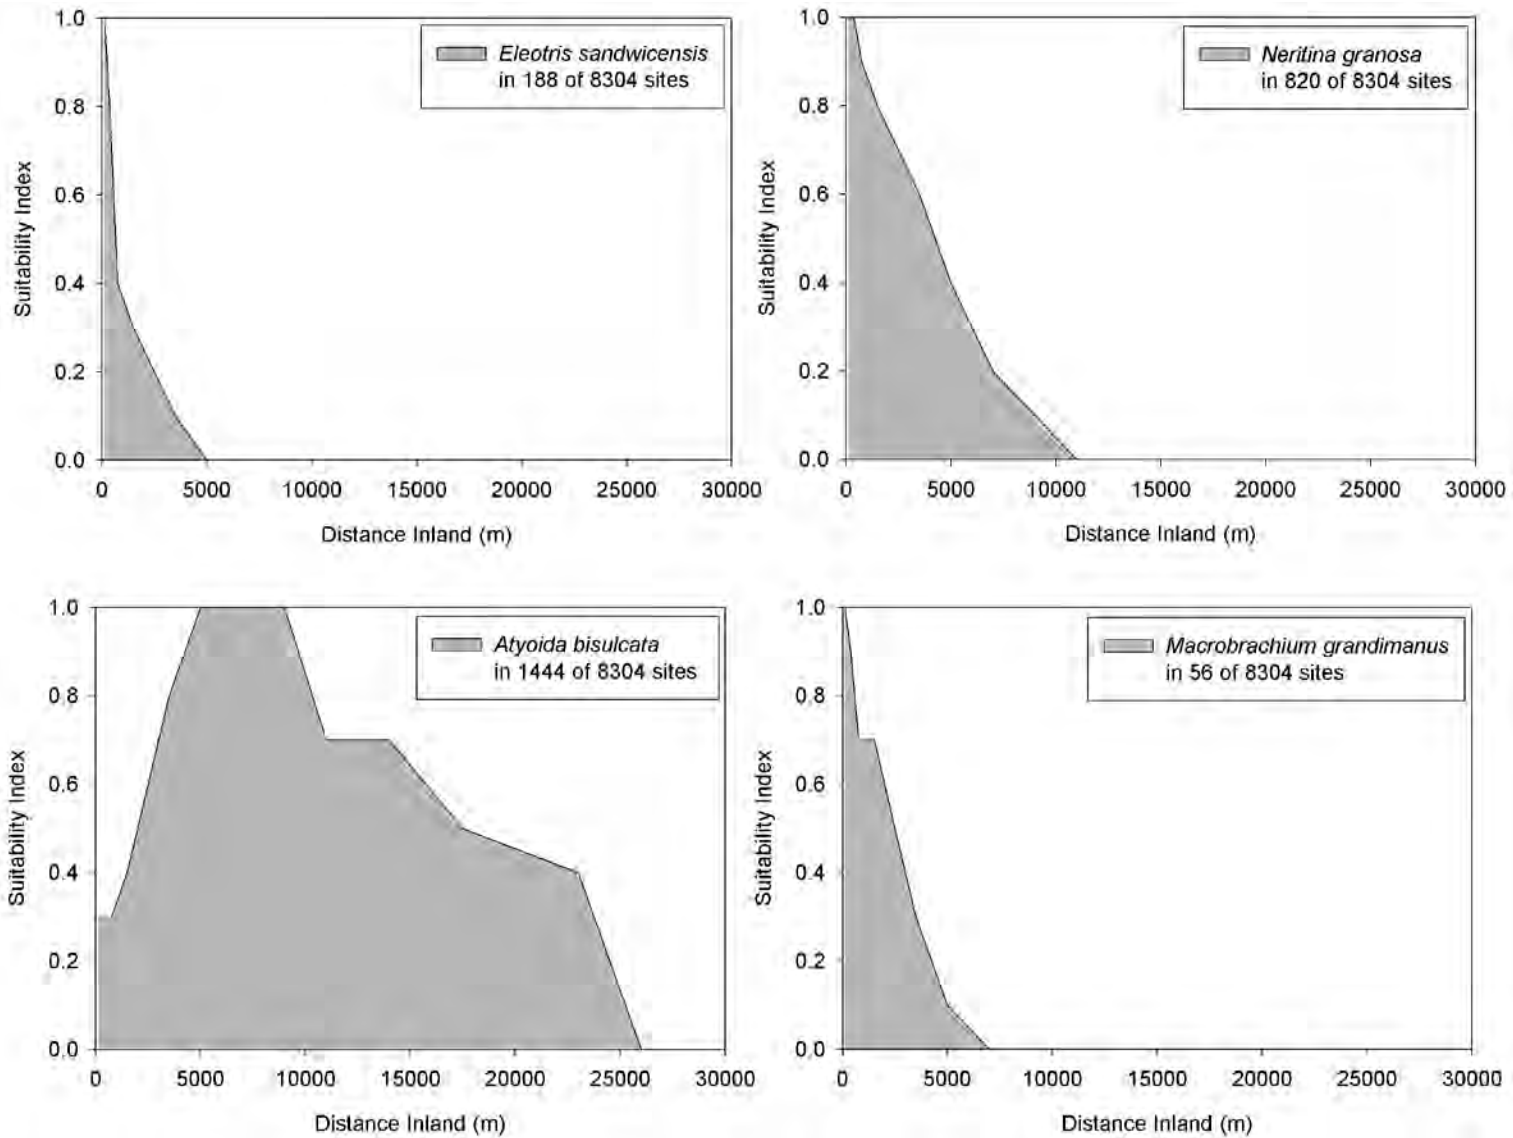 Eleotris sandwicensis
in 188 of 8304 sites
1.0
0.8
0.6
0.4
0.2
0.0
Suitability Index
0 5000 10000 15000 20000 25000 30000
Distance Inland (m)
Neritina granosa
in 820 of 8304 sites
1.0
0.8
0.6
0.4
0.2
0.0
Suitability Index
0 5000 10000 15000 20000 25000 30000
Distance Inland (m)
Atyoida bisulcata
in 1444 of 8304 sites
1.0
0.8
0.6
0.4
0.2
0.0
Suitability Index
0 5000 10000 15000 20000 25000 30000
Distance Inland (m)
Macrobrachium grandimanus
in 56 of 8304 sites
1.0
0.8
0.6
0.4
0.2
0.0
Suitability Index
0 5000 10000 15000 20000 25000 30000
Distance Inland (m)